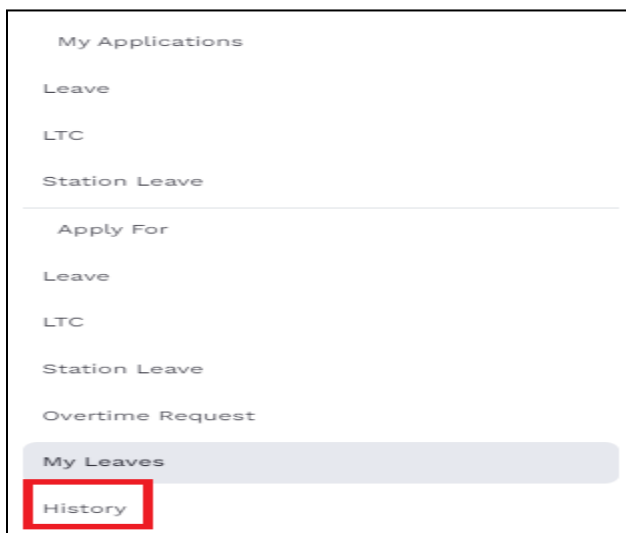 My Applications
Leave
LTC
Station Leave
Apply For
Leave
LTC
Station Leave
Overtime Request
My Leaves
History